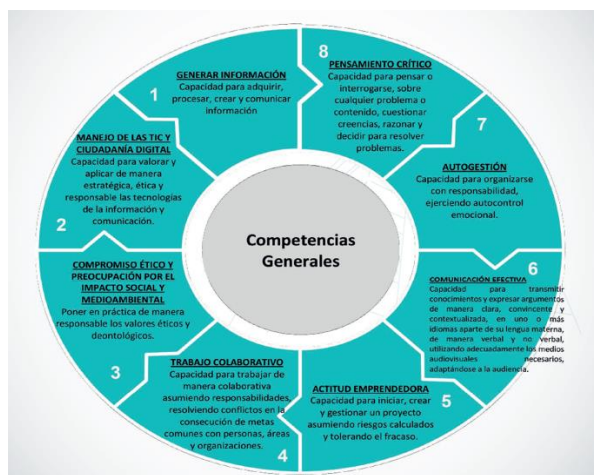 8
PENSAMIENTO CRÍTICO
Capacidad para pensar o
interrogarse, sobre
cualquier problema o
contenido, cuestionar
creencias, razonar y
decidir para resolver
problemas.
1
GENERAR INFORMACIÓN
Capacidad para adquirir,
procesar, crear y comunicar
información
7
AUTOGESTIÓN
Capacidad para organizarse
con responsabilidad,
ejerciendo autocontrol
emocional.
MANEJO DE LAS TIC Y
CIUDADANÍA DIGITAL
Capacidad para valorar y
aplicar de manera
estratégica, ética y
responsable las tecnologías
de la información y
comunicación.
2
Competencias
Generales
6
COMUNICACIÓN EFECTIVA
Capacidad para transmitir
conocimientos y expresar argumentos
de manera clara, convincente y
contextualizada, en uno o más
idiomas aparte de su lengua materna,
de manera verbal y no verbal,
utilizando adecuadamente los medios
audiovisuales necesarios,
adaptándose a la audiencia.
COMPROMISO ÉTICO Y
PREOCUPACIÓN POR EL
IMPACTO SOCIAL Y
MEDIOAMBIENTAL
Poner en práctica de manera
responsable los valores éticos y
deontológicos.
3
TRABAJO COLABORATIVO
Capacidad para trabajar de
manera colaborativa
asumiendo responsabilidades,
resolviendo conflictos en la
consecución de metas
comunes con personas, áreas
y organizaciones.
4
ACTITUD EMPRENDEDORA
Capacidad para iniciar, crear
y gestionar un proyecto
asumiendo riesgos calculados
y tolerando el fracaso.
5